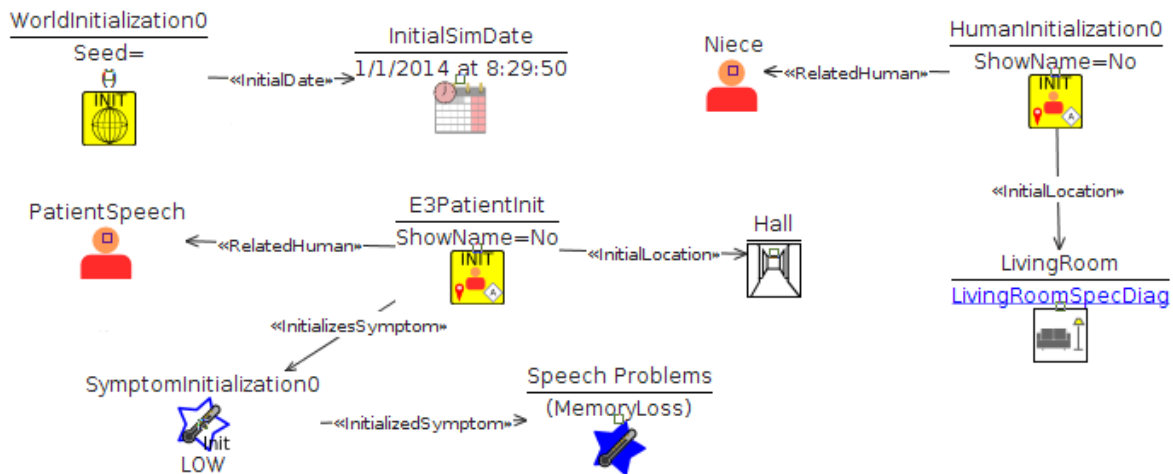 WorldInitialization0
Seed=
{}
INIT
«InitialDate»
InitialSimDate
1/1/2014 at 8:29:50
Niece
«RelatedHuman»
HumanInitialization0
ShowName=No
INIT
A
«InitialLocation»
LivingRoom
LivingRoomSpecDiag
PatientSpeech
«RelatedHuman»
E3PatientInit
ShowName=No
INIT
A
«InitialLocation»
Hall
«InitializesSymptom»
SymptomInitialization0
Init
LOW
«InitializedSymptom»
Speech Problems
(MemoryLoss)